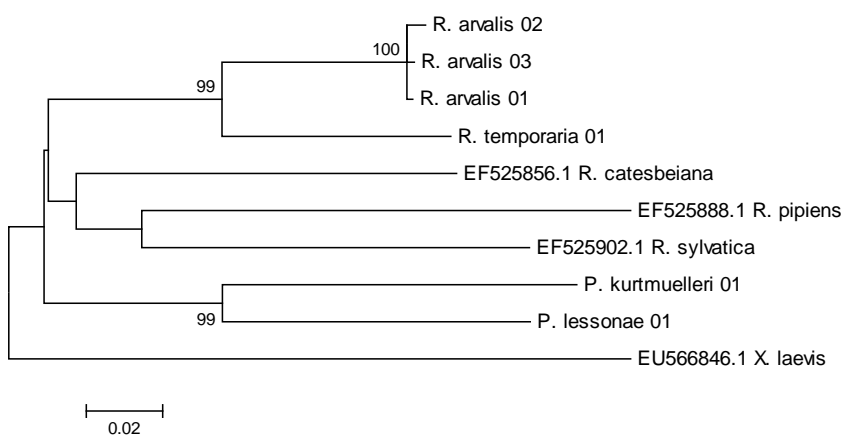 R. arvalis 02
100
R. arvalis 03
99
R. arvalis 01
R. temporaria 01
EF525856.1 R. catesbeiana
EF525888.1 R. pipiens
EF525902.1 R. sylvatica
P. kurtmuelleri 01
99
P. lessonae 01
EU566846.1 X. laevis
0.02